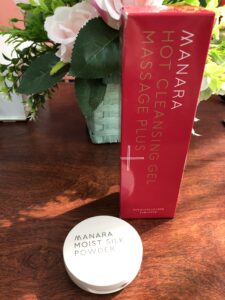 MANARA
HOT CLEANSING GEL
MASSAGE PLUS
+
MANARA
MOIST SILK
POWDER